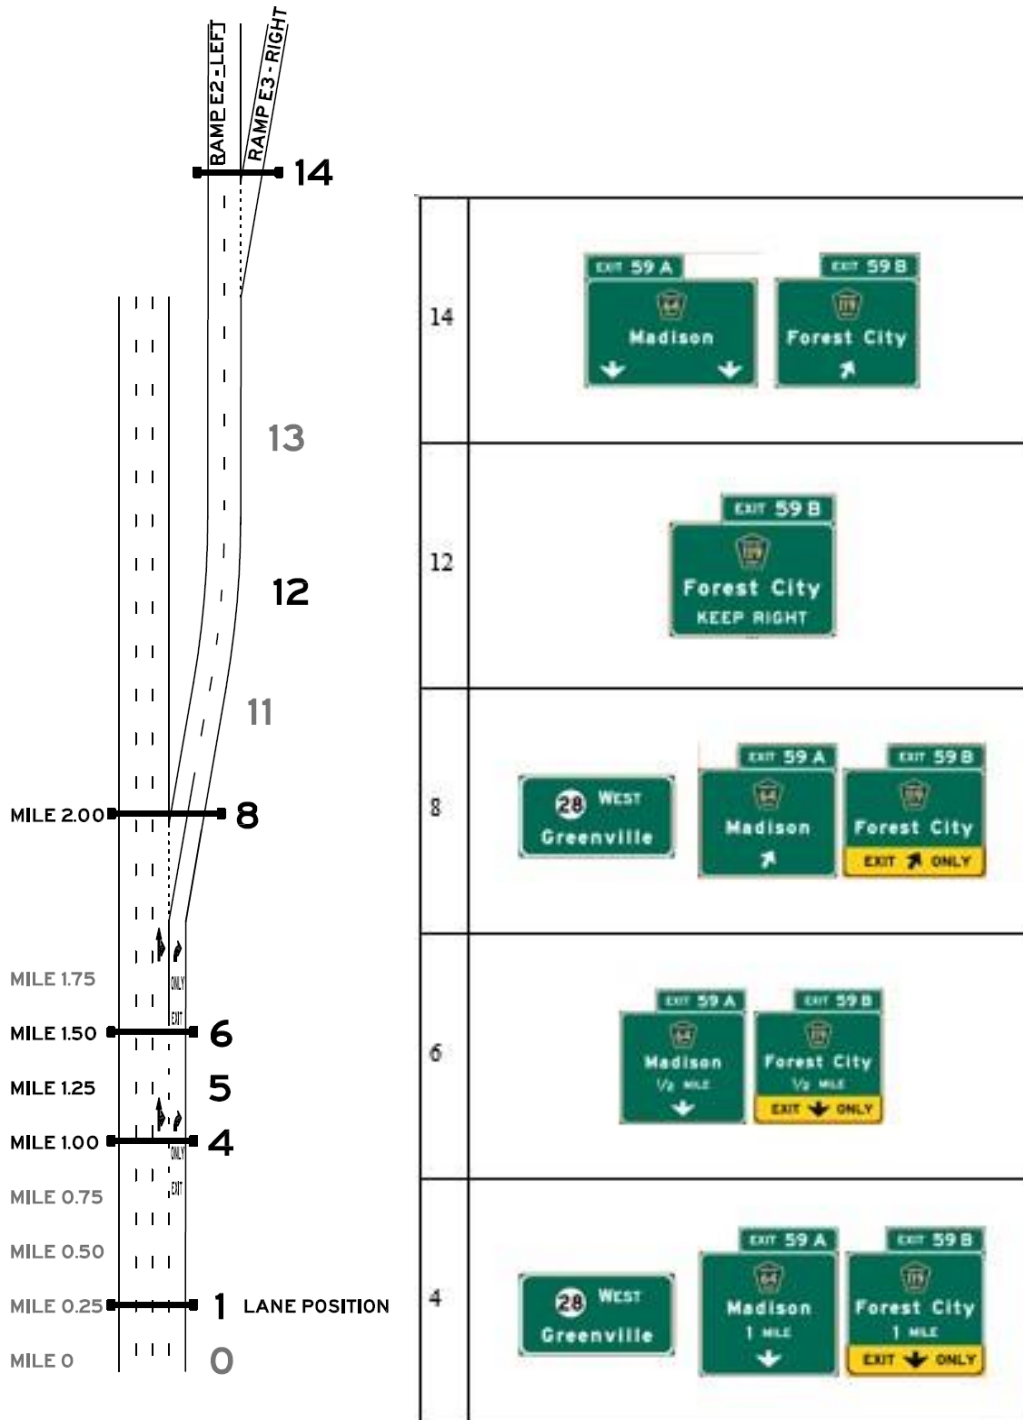 RAMP E2 - LEFT
RAMP E3 - RIGHT
14
13
12
11
MILE 2.00
8
MILE 1.75
ONLY
EXIT
MILE 1.50
6
MILE 1.25
5
MILE 1.00
4
ONLY
EXIT
MILE 0.75
MILE 0.50
MILE 0.25
1 LANE POSITION
MILE 0
0
14
EXIT 59 A
64
Madison
EXIT 59 B
119
Forest City
12
EXIT 59 B
119
Forest City
KEEP RIGHT
8
28 WEST
Greenville
EXIT 59 A
64
Madison
EXIT 59 B
119
Forest City
EXIT ONLY
6
EXIT 59 A
64
Madison
1/2 MILE
EXIT 59 B
119
Forest City
1/2 MILE
EXIT ONLY
4
28 WEST
Greenville
EXIT 59 A
64
Madison
1 MILE
EXIT 59 B
119
Forest City
1 MILE
EXIT ONLY